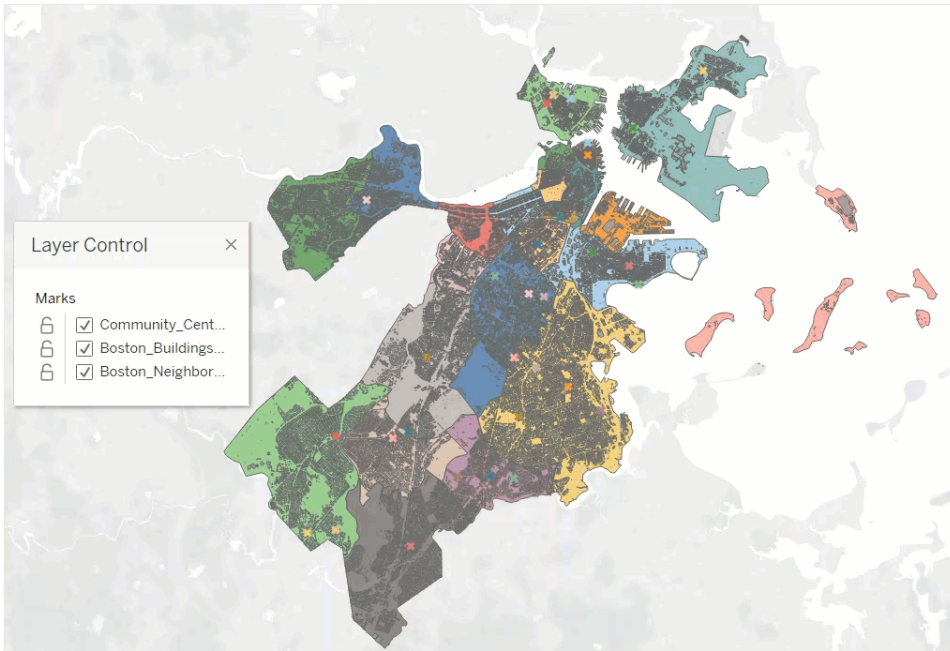 Layer Control
Marks
Community_Cent...
Boston_Buildings...
Boston_Neighbor...